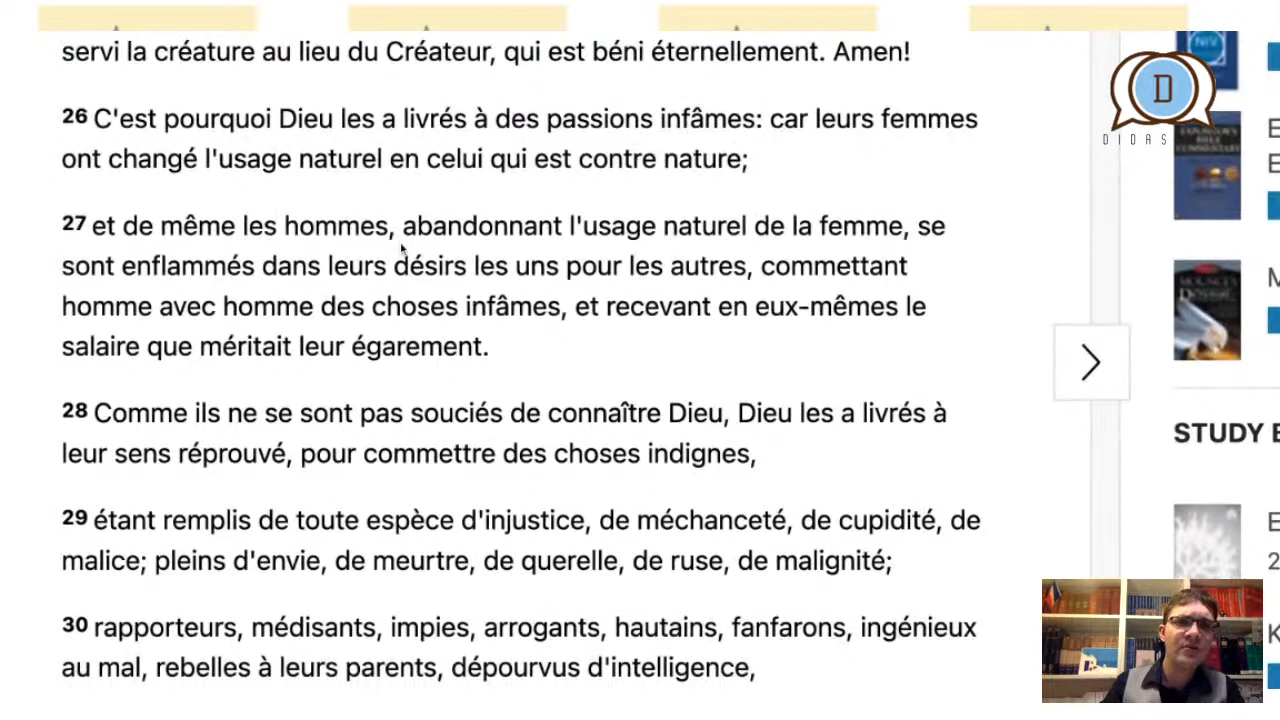 servi la créature au lieu du Créateur, qui est béni éternellement. Amen!
26 C'est pourquoi Dieu les a livrés à des passions infâmes: car leurs femmes
ont changé l'usage naturel en celui qui est contre nature;
27 et de même les hommes, abandonnant l'usage naturel de la femme, se
sont enflammés dans leurs désirs les uns pour les autres, commettant
homme avec homme des choses infâmes, et recevant en eux-mêmes le
salaire que méritait leur égarement.
28 Comme ils ne se sont pas souciés de connaître Dieu, Dieu les a livrés à
leur sens réprouvé, pour commettre des choses indignes,
29 étant remplis de toute espèce d'injustice, de méchanceté, de cupidité, de
malice; pleins d'envie, de meurtre, de querelle, de ruse, de malignité;
30 rapporteurs, médisants, impies, arrogants, hautains, fanfarons, ingénieux
au mal, rebelles à leurs parents, dépourvus d'intelligence,
NIV
D
DIDAS
EXPOSITOR'S
BIBLE
COMMENTARY
E
E
M
STUDY
E
2
K